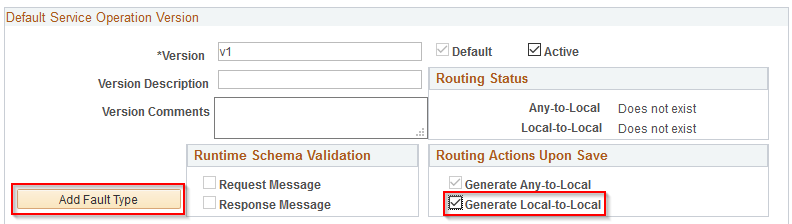 Default Service Operation Version
*Version v1 Default Active
Version Description
Version Comments
Routing Status
Any-to-Local Does not exist
Local-to-Local Does not exist
Runtime Schema Validation
Request Message
Response Message
Routing Actions Upon Save
Generate Any-to-Local
Generate Local-to-Local
Add Fault Type